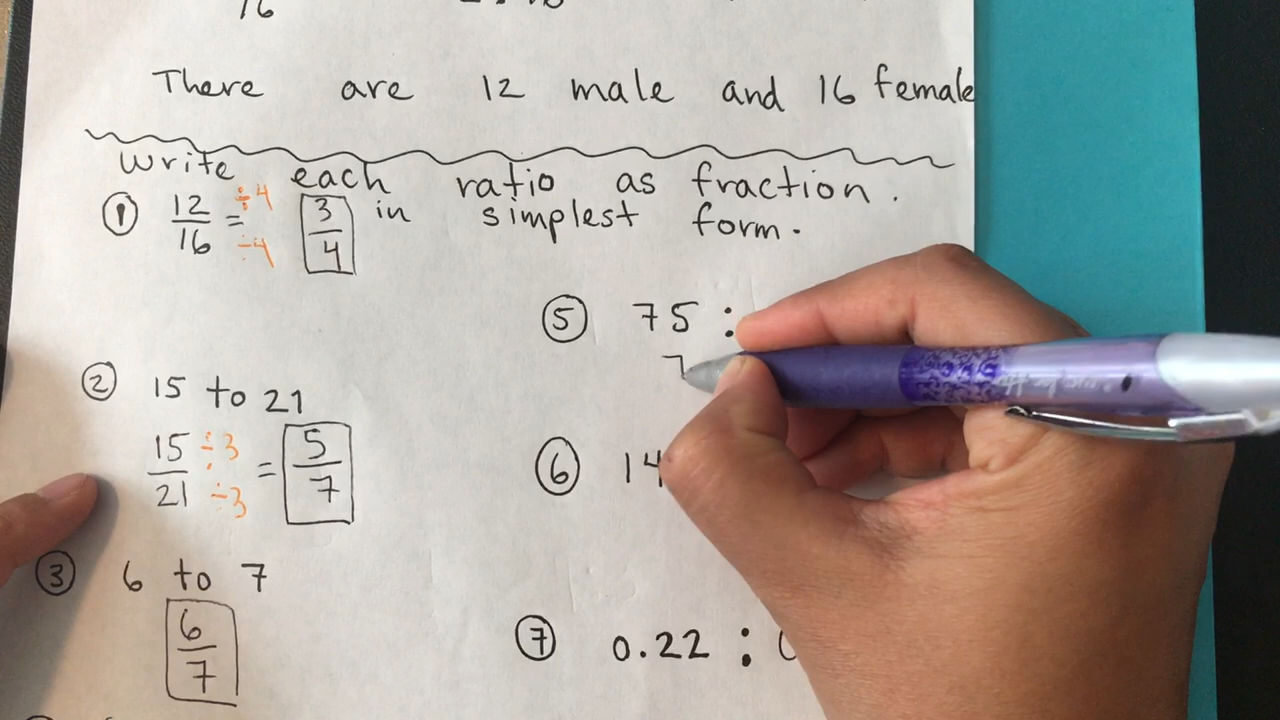 16
There are 12 male and 16 female
write each ratio as fraction.
in simplest form.
① 12/16 = ÷4 ÷4 3/4
② 15 to 21
15/21 ÷3 ÷3 = 5/7
③ 6 to 7
6/7
⑤ 75 :
7
⑥ 14
⑦ 0.22 :